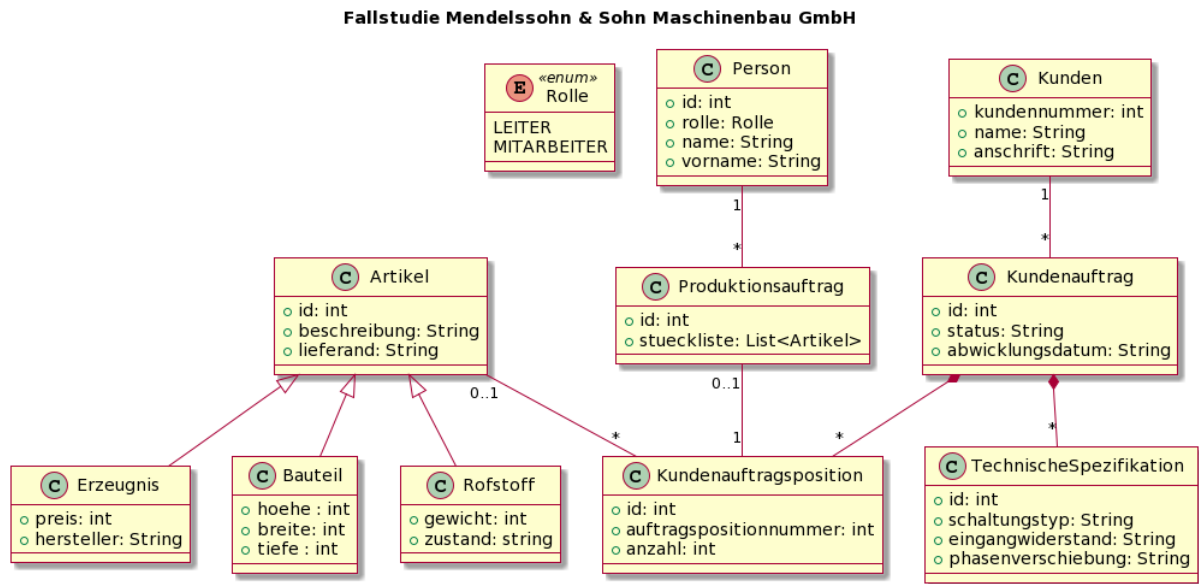 Fallstudie Mendelssohn & Sohn Maschinenbau GmbH
E «enum»
Rolle
LEITER
MITARBEITER
C Person
id: int
rolle: Rolle
name: String
vorname: String
C Kunden
kundennummer: int
name: String
anschrift: String
1
*
1
*
C Artikel
id: int
beschreibung: String
lieferand: String
C Produktionsauftrag
id: int
stueckliste: List<Artikel>
C Kundenauftrag
id: int
status: String
abwicklungsdatum: String
0..1
*
0..1
1
*
*
C Erzeugnis
preis: int
hersteller: String
C Bauteil
hoehe : int
breite: int
tiefe : int
C Rofstoff
gewicht: int
zustand: string
C Kundenauftragsposition
id: int
auftragspositionnummer: int
anzahl: int
C TechnischeSpezifikation
id: int
schaltungstyp: String
eingangwiderstand: String
phasenverschiebung: String